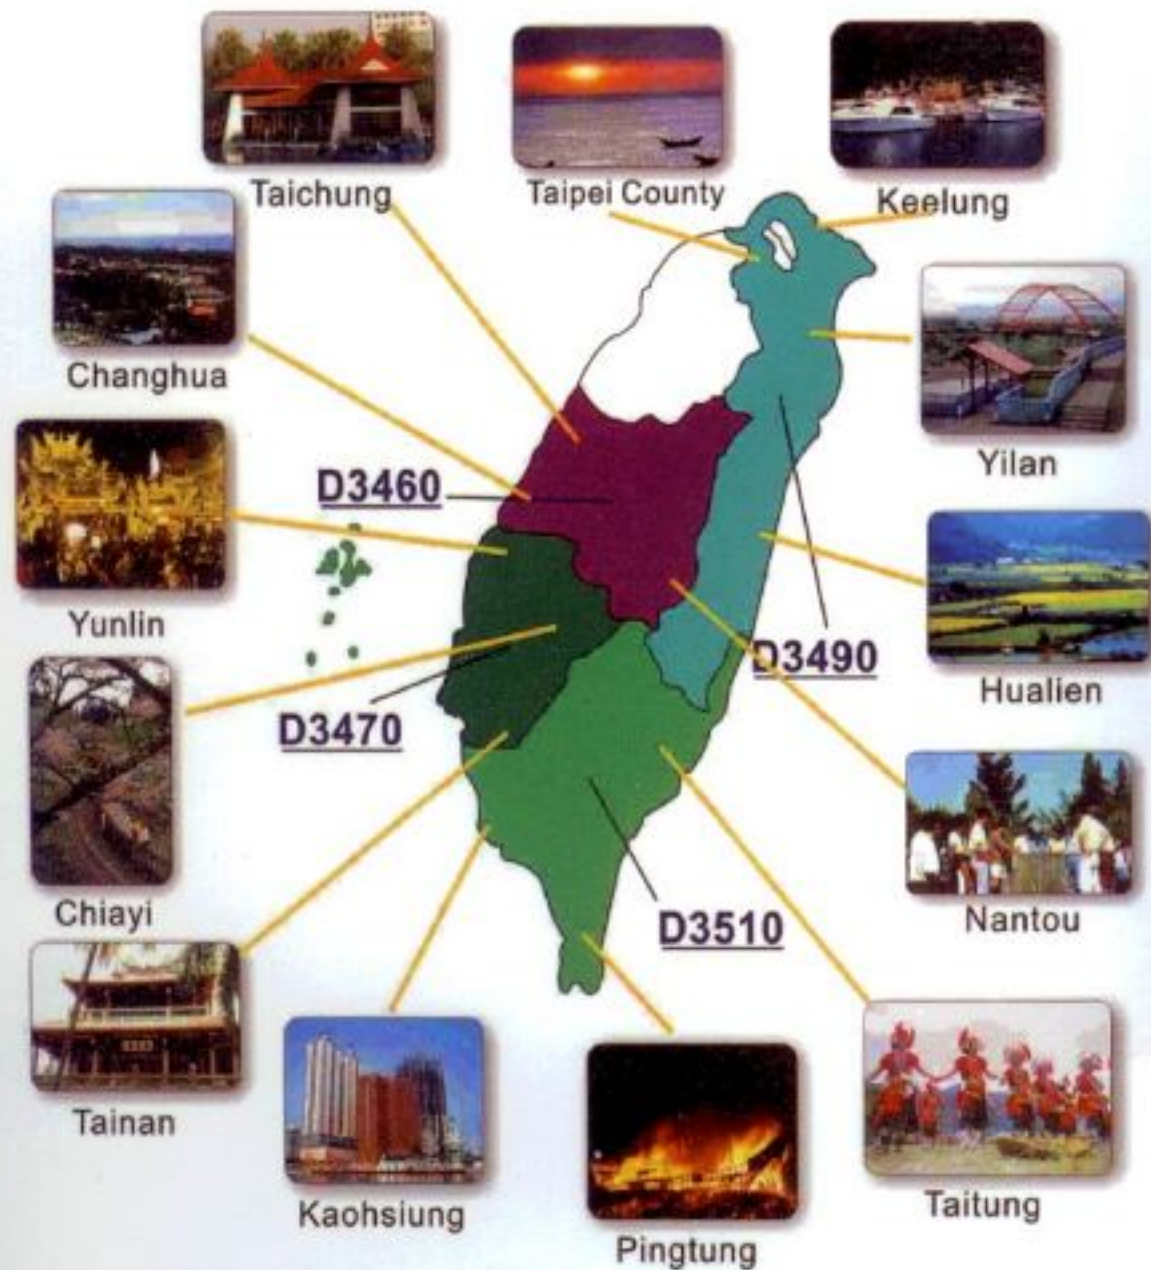 Taichung
Taipei County
Keelung
Changhua
Yilan
D3460
Yunlin
D3490
Hualien
D3470
Chiayi
Nantou
D3510
Tainan
Kaohsiung
Pingtung
Taitung